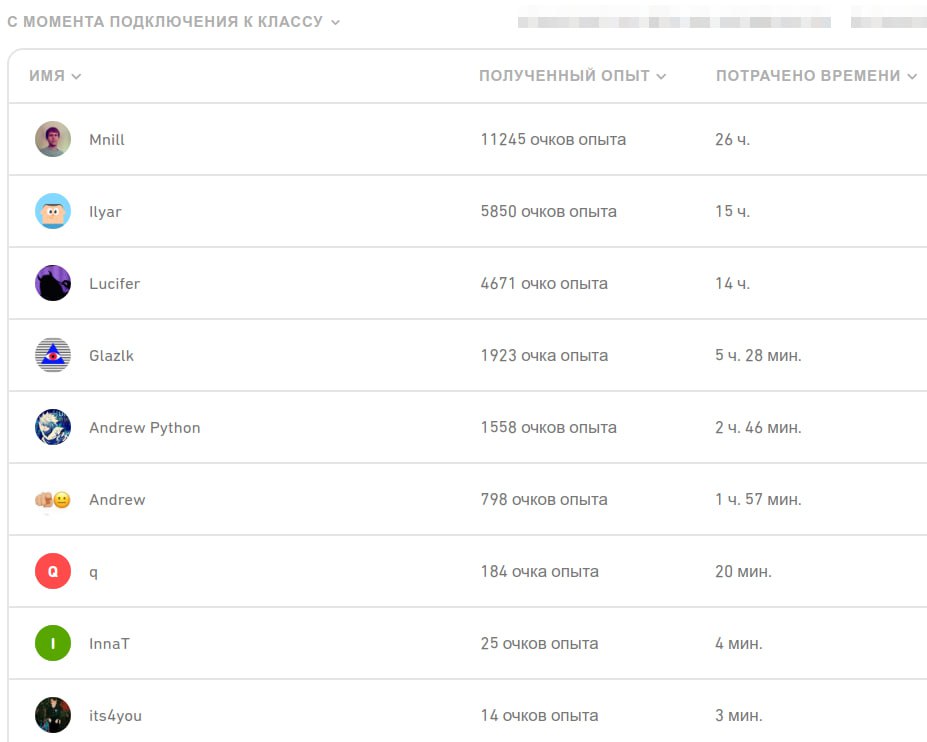 С МОМЕНТА ПОДКЛЮЧЕНИЯ К КЛАССУ
ИМЯ ПОЛУЧЕННЫЙ ОПЫТ ПОТРАЧЕНО ВРЕМЕНИ
Mnill 11245 очков опыта 26 ч.
Ilyar 5850 очков опыта 15 ч.
Lucifer 4671 очко опыта 14 ч.
Glazlk 1923 очка опыта 5 ч. 28 мин.
Andrew Python 1558 очков опыта 2 ч. 46 мин.
Andrew 798 очков опыта 1 ч. 57 мин.
Q q 184 очка опыта 20 мин.
I InnaT 25 очков опыта 4 мин.
its4you 14 очков опыта 3 мин.